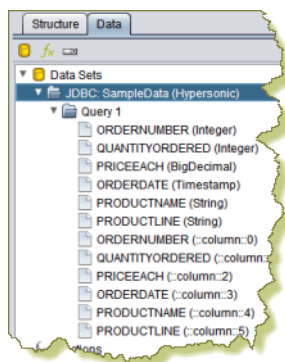 Structure Data
Data Sets
JDBC: SampleData (Hypersonic)
Query 1
ORDERNUMBER (Integer)
QUANTITYORDERED (Integer)
PRICEEACH (BigDecimal)
ORDERDATE (Timestamp)
PRODUCTNAME (String)
PRODUCTLINE (String)
ORDERNUMBER (::column::0)
QUANTITYORDERED (::column:
PRICEEACH (::column::2)
ORDERDATE (::column::3)
PRODUCTNAME (::column::4)
PRODUCTLINE (::column::5)